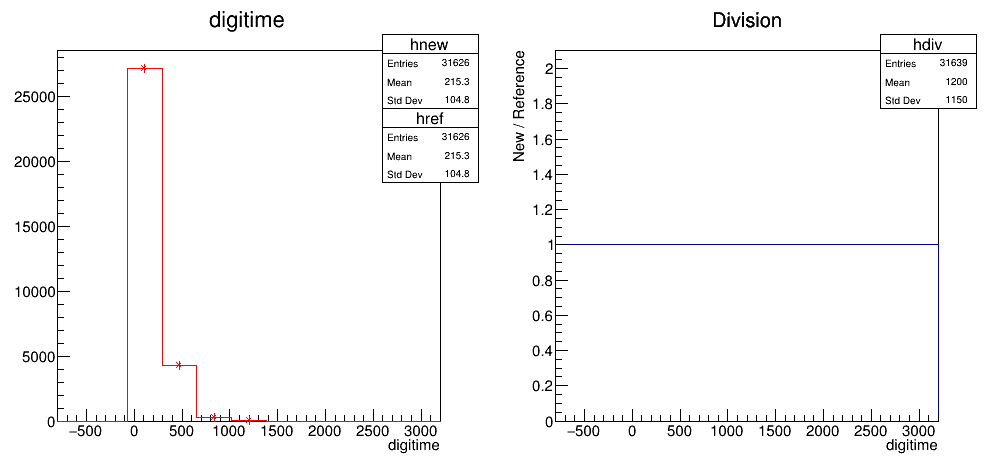 digitime
hnew
Entries 31626
Mean 215.3
Std Dev 104.8
href
Entries 31626
Mean 215.3
Std Dev 104.8
25000
20000
15000
10000
5000
0
−500 0 500 1000 1500 2000 2500 3000
digitime
Division
hdiv
Entries 31639
Mean 1200
Std Dev 1150
New / Reference
2
1.8
1.6
1.4
1.2
1
0.8
0.6
0.4
0.2
0
−500 0 500 1000 1500 2000 2500 3000
digitime